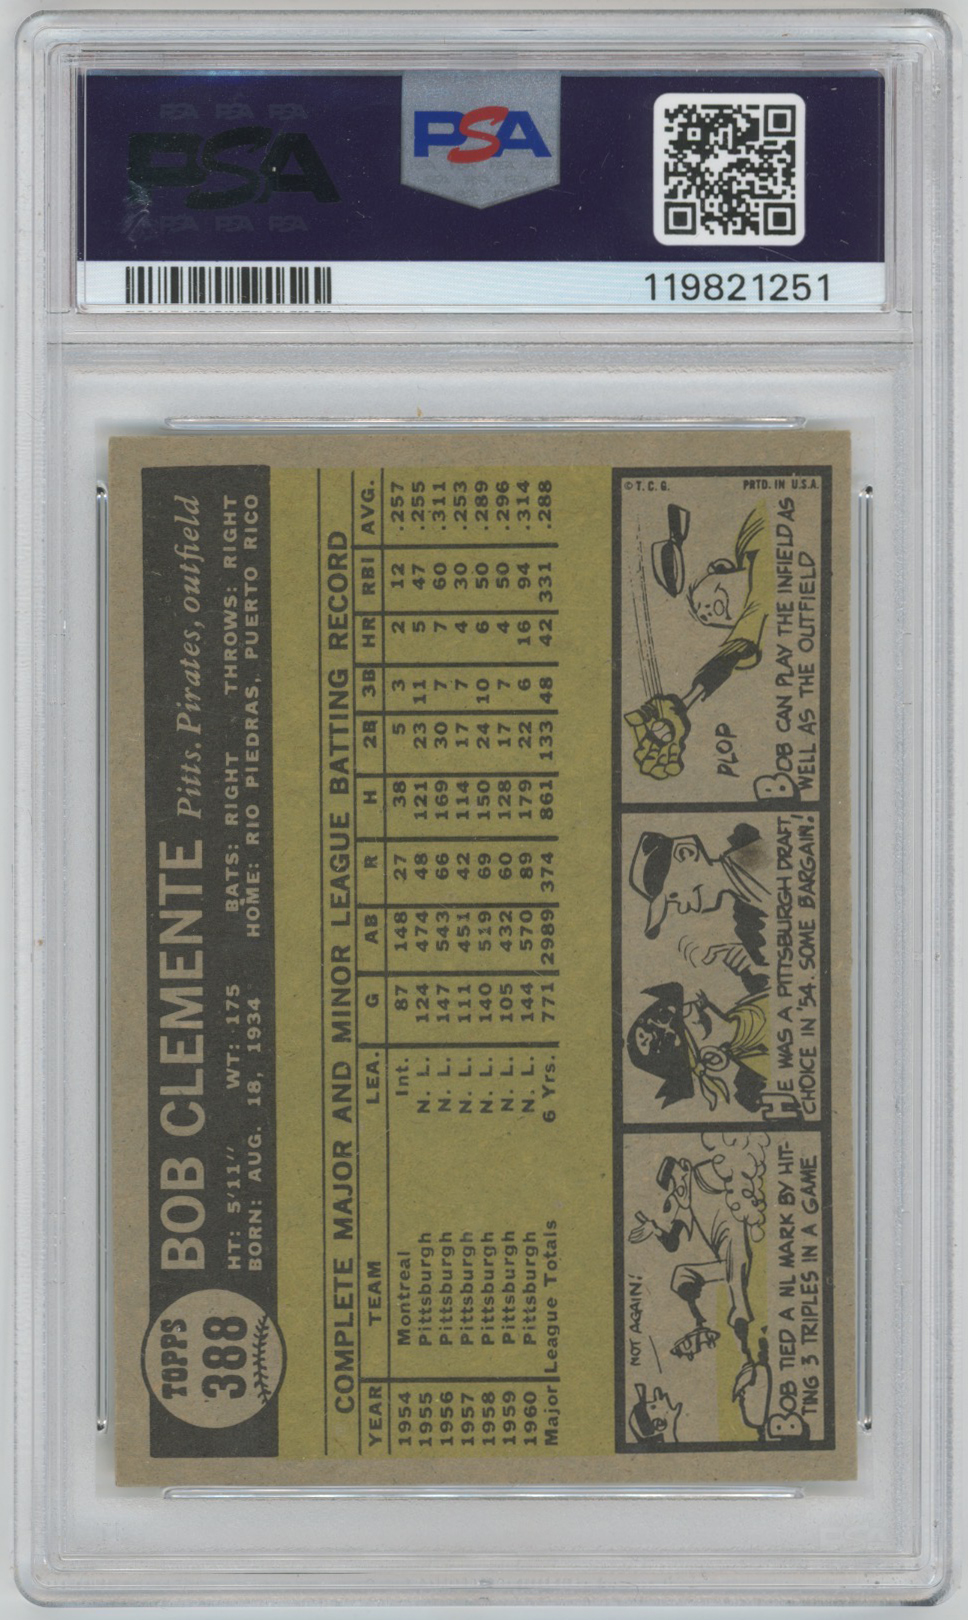 PSA PSA PSA
PSA
PSA PSA PSA
PSA
119821251
TOPPS
388
BOB CLEMENTE Pitts. Pirates, outfield
HT: 5'11" WT: 175 BATS: RIGHT THROWS: RIGHT
BORN: AUG. 18, 1934 HOME: RIO PIEDRAS, PUERTO RICO
COMPLETE MAJOR AND MINOR LEAGUE BATTING RECORD
YEAR TEAM LEA. G AB R H 2B 3B HR RBI AVG.
1954 Montreal Int. 87 148 27 38 5 3 2 12 .257
1955 Pittsburgh N. L. 124 474 48 121 23 11 5 47 .255
1956 Pittsburgh N. L. 147 543 66 169 30 7 7 60 .311
1957 Pittsburgh N. L. 111 451 42 114 17 7 4 30 .253
1958 Pittsburgh N. L. 140 519 69 150 24 10 6 50 .289
1959 Pittsburgh N. L. 105 432 60 128 17 7 4 50 .296
1960 Pittsburgh N. L. 144 570 89 179 22 6 16 94 .314
Major League Totals 6 Yrs. 771 2989 374 861 133 48 42 331 .288
NOT AGAIN!
BOB TIED A NL MARK BY HIT-
TING 3 TRIPLES IN A GAME
HE WAS A PITTSBURGH DRAFT
CHOICE IN '54. SOME BARGAIN!
© T.C.G. PRTD. IN U.S.A.
PLOP
BOB CAN PLAY THE INFIELD AS
WELL AS THE OUTFIELD